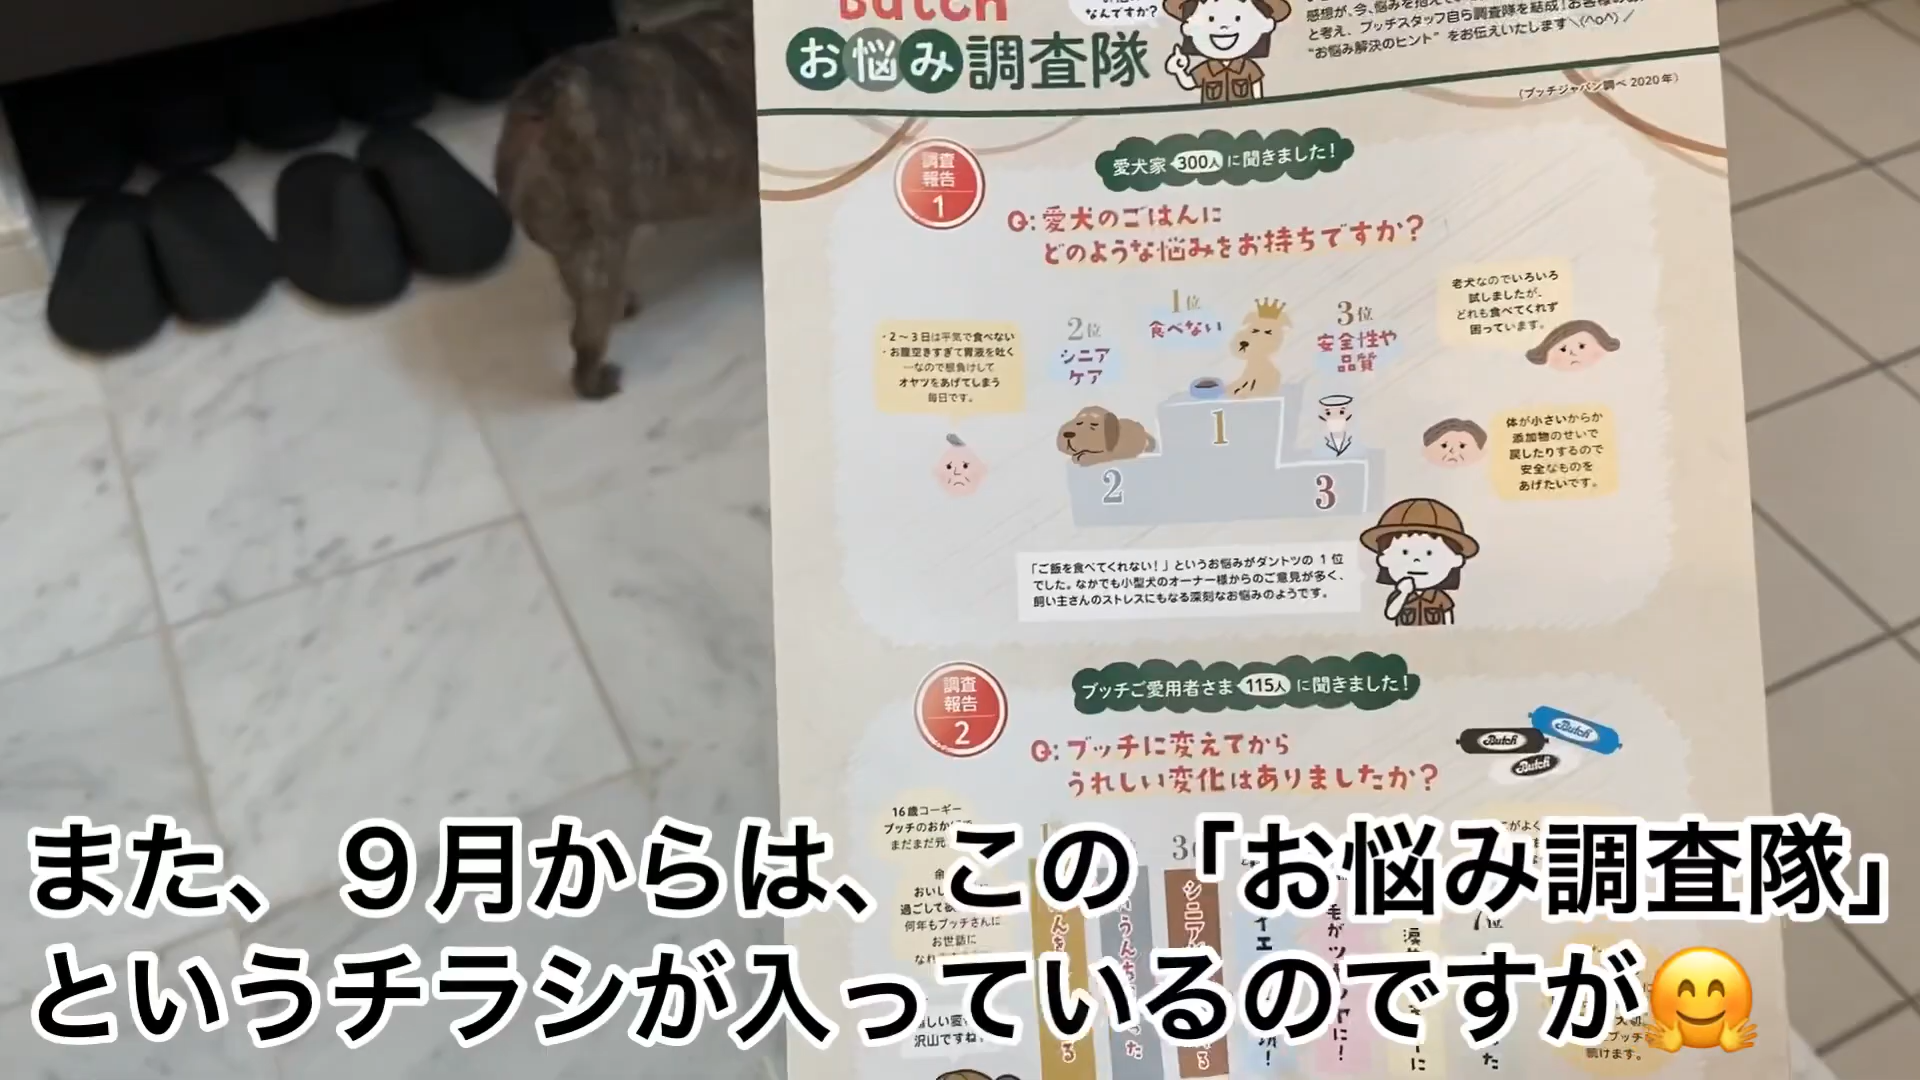 Butch
お悩み調査隊
なんですか？
感想が、今、悩みを抱え
と考え、ブッチスタッフ自ら調査隊を結成！
"お悩み解決のヒント" をお伝えいたします＼(^o^)／
(ブッチジャパン調べ 2020年)
調査
報告
1
愛犬家 300人 に聞きました！
Q: 愛犬のごはんに
どのような悩みをお持ちですか？
・2〜3日は平気で食べない
・お腹空きすぎて胃液を吐く
…なので根負けして
オヤツをあげてしまう
毎日です。
2位
シニア
ケア
1位
食べない
3位
安全性や
品質
老犬なのでいろいろ
試しましたが、
どれも食べてくれず
困っています。
体が小さいからか
添加物のせいで
戻したりするので
安全なものを
あげたいです。
1
2
3
「ご飯を食べてくれない！」というお悩みがダントツの 1 位
でした。なかでも小型犬のオーナー様からのご意見が多く、
飼い主さんのストレスにもなる深刻なお悩みのようです。
調査
報告
2
ブッチご愛用者さま 115人 に聞きました！
Q: ブッチに変えてから
うれしい変化はありましたか？
Butch
Butch
Butch
16歳コーギー
ブッチのおか
まだまだ元
過ごして
何年もブッチさんに
お世話に
沢山ですね。
続けます。
また、９月からは、この「お悩み調査隊」
というチラシが入っているのですが🤗